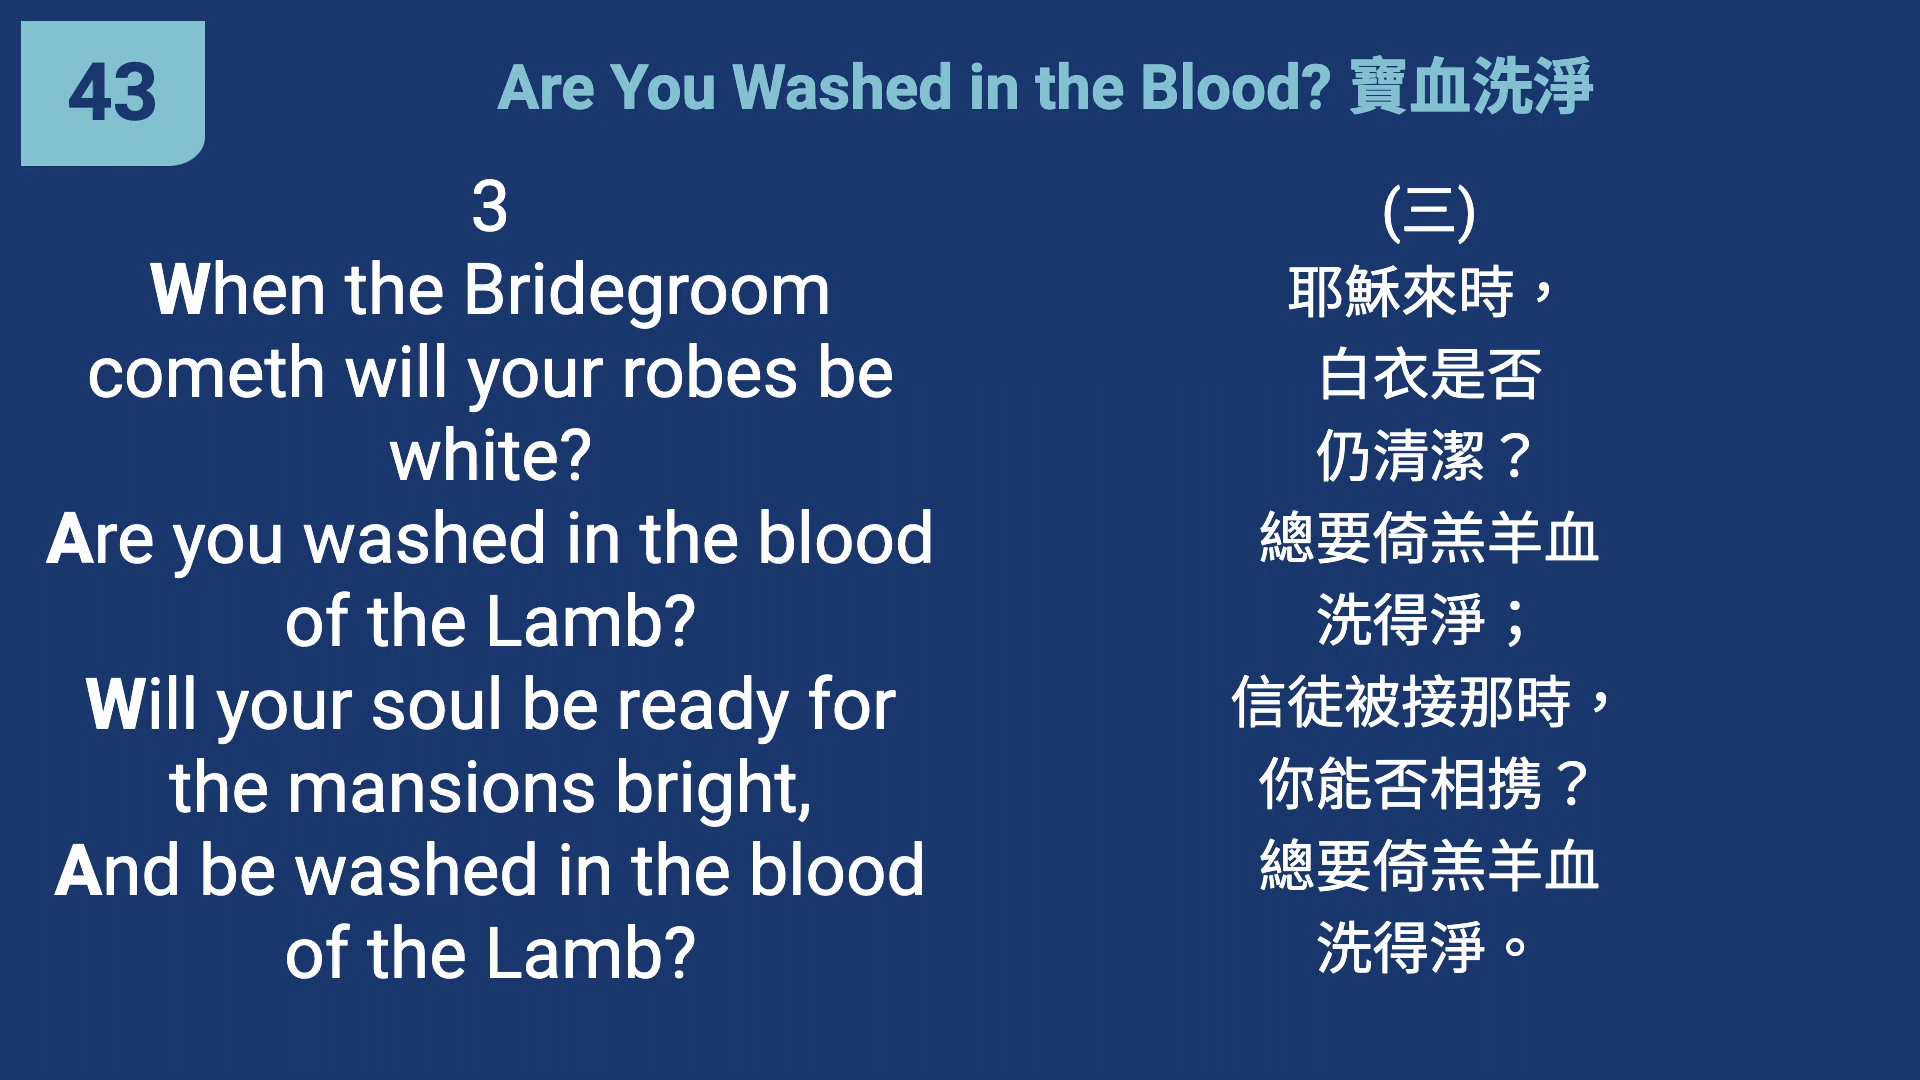 43
Are You Washed in the Blood? 寶血洗淨
3
When the Bridegroom
cometh will your robes be
white?
Are you washed in the blood
of the Lamb?
Will your soul be ready for
the mansions bright,
And be washed in the blood
of the Lamb?
(三)
耶穌來時，
白衣是否
仍清潔？
總要倚羔羊血
洗得淨；
信徒被接那時，
你能否相携？
總要倚羔羊血
洗得淨。